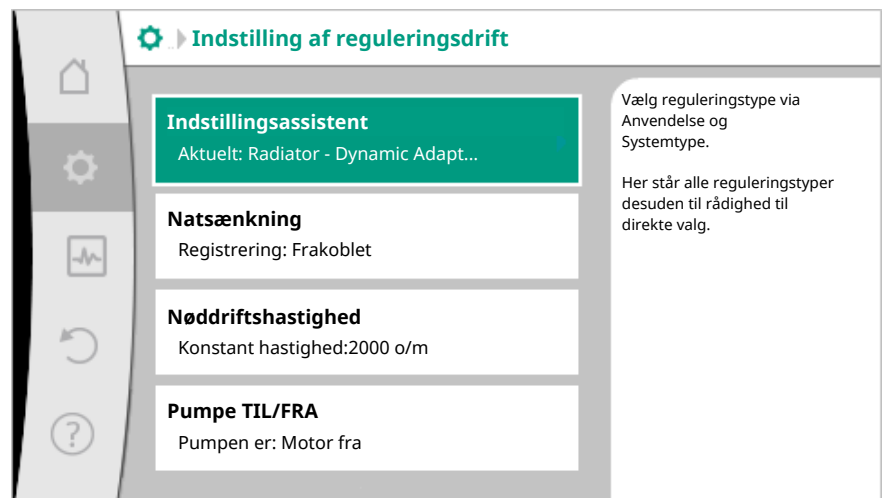 Indstilling af reguleringsdrift
Indstillingsassistent
Aktuelt: Radiator - Dynamic Adapt...
Natsænkning
Registrering: Frakoblet
Nøddriftshastighed
Konstant hastighed:2000 o/m
Pumpe TIL/FRA
Pumpen er: Motor fra
Vælg reguleringstype via
Anvendelse og
Systemtype.
Her står alle reguleringstyper
desuden til rådighed til
direkte valg.